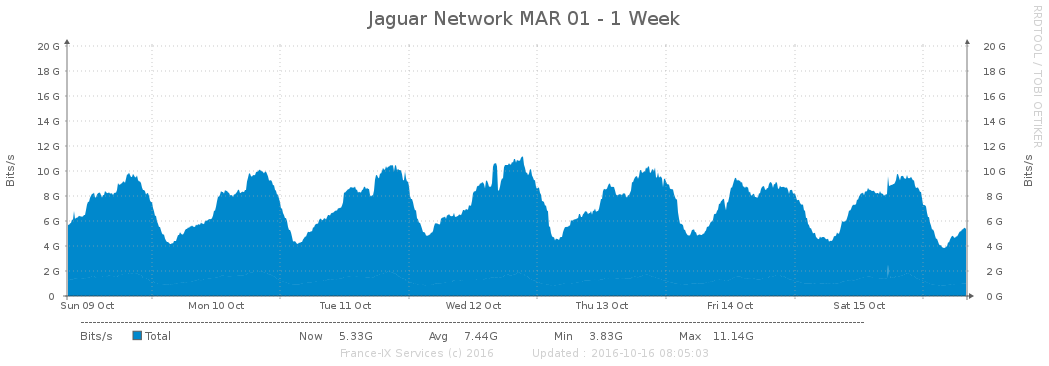 Jaguar Network MAR 01 - 1 Week
RRDTOOL / TOBI OETIKER
20 G 20 G
18 G 18 G
16 G 16 G
14 G 14 G
12 G 12 G
10 G 10 G
8 G 8 G
6 G 6 G
4 G 4 G
2 G 2 G
0 0 G
Bits/s
Bits/s
Sun 09 Oct Mon 10 Oct Tue 11 Oct Wed 12 Oct Thu 13 Oct Fri 14 Oct Sat 15 Oct
Bits/s Total Now 5.33G Avg 7.44G Min 3.83G Max 11.14G
France-IX Services (c) 2016 Updated : 2016-10-16 08:05:03